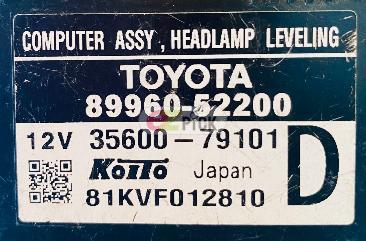 COMPUTER ASSY, HEADLAMP LEVELING
TOYOTA
89960-52200
12V 35600-79101 D
KOITO Japan
81KVF012810